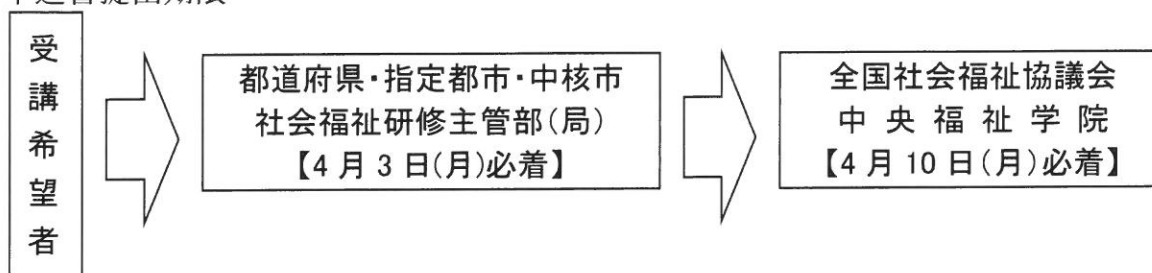 受講希望者
都道府県・指定都市・中核市
社会福祉研修主管部(局)
【4月3日(月)必着】
全国社会福祉協議会
中央福祉学院
【4月10日(月)必着】